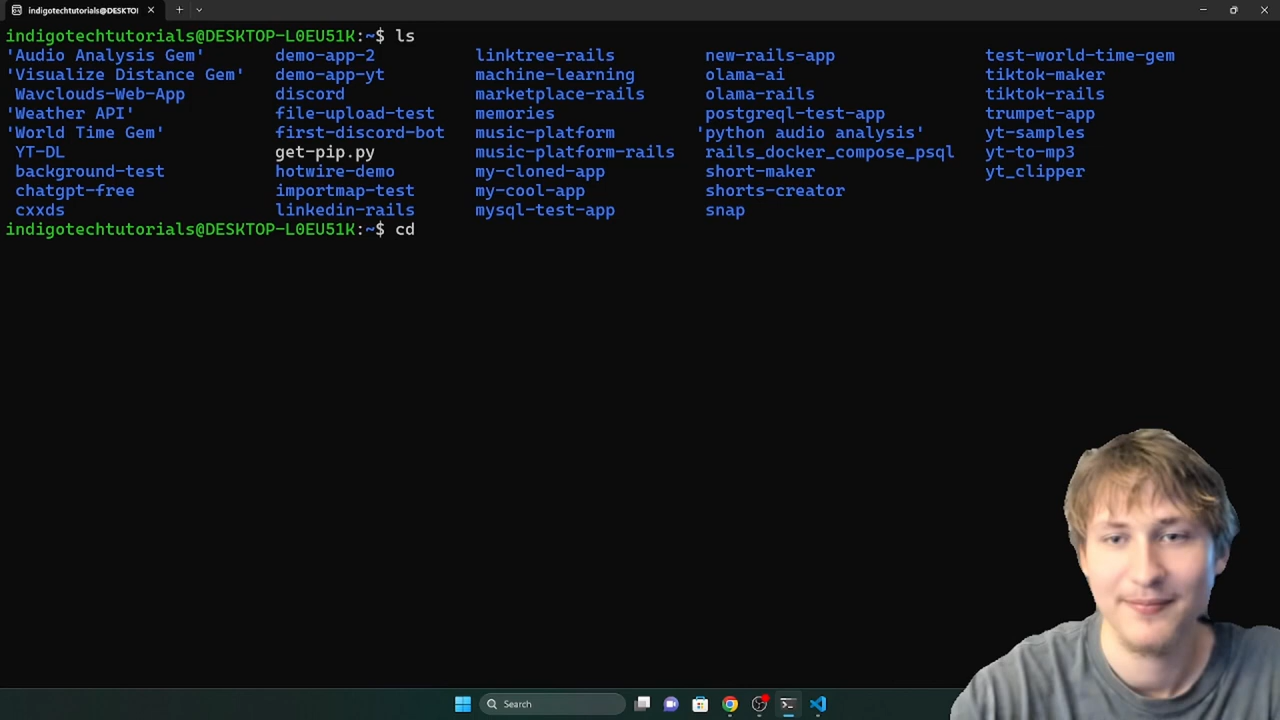 indigotechtutorials@DESKTOP-L0EU51K
indigotechtutorials@DESKTOP-L0EU51K:~$ ls
'Audio Analysis Gem' demo-app-2 linktree-rails new-rails-app test-world-time-gem
'Visualize Distance Gem' demo-app-yt machine-learning olama-ai tiktok-maker
Wavclouds-Web-App discord marketplace-rails olama-rails tiktok-rails
'Weather API' file-upload-test memories postgreql-test-app trumpet-app
'World Time Gem' first-discord-bot music-platform 'python audio analysis' yt-samples
YT-DL get-pip.py music-platform-rails rails_docker_compose_psql yt-to-mp3
background-test hotwire-demo my-cloned-app short-maker yt_clipper
chatgpt-free importmap-test my-cool-app shorts-creator
cxxds linkedin-rails mysql-test-app snap
indigotechtutorials@DESKTOP-L0EU51K:~$ cd
Search